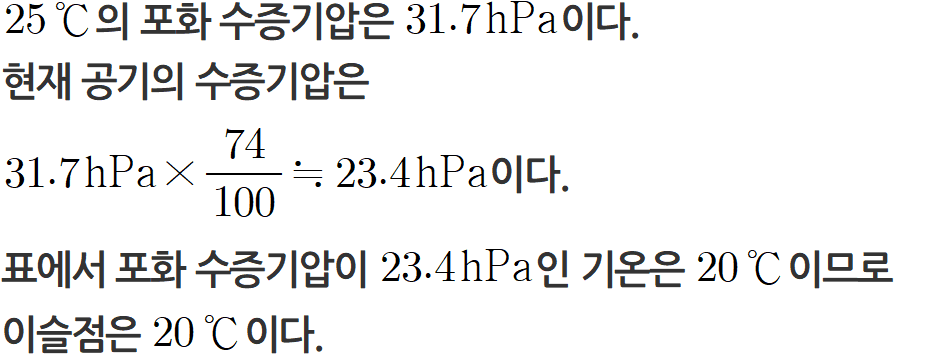 25℃의 포화 수증기압은 31.7hPa이다.
현재 공기의 수증기압은
31.7hPa×74/100≒23.4hPa이다.
표에서 포화 수증기압이 23.4hPa인 기온은 20℃이므로
이슬점은 20℃이다.